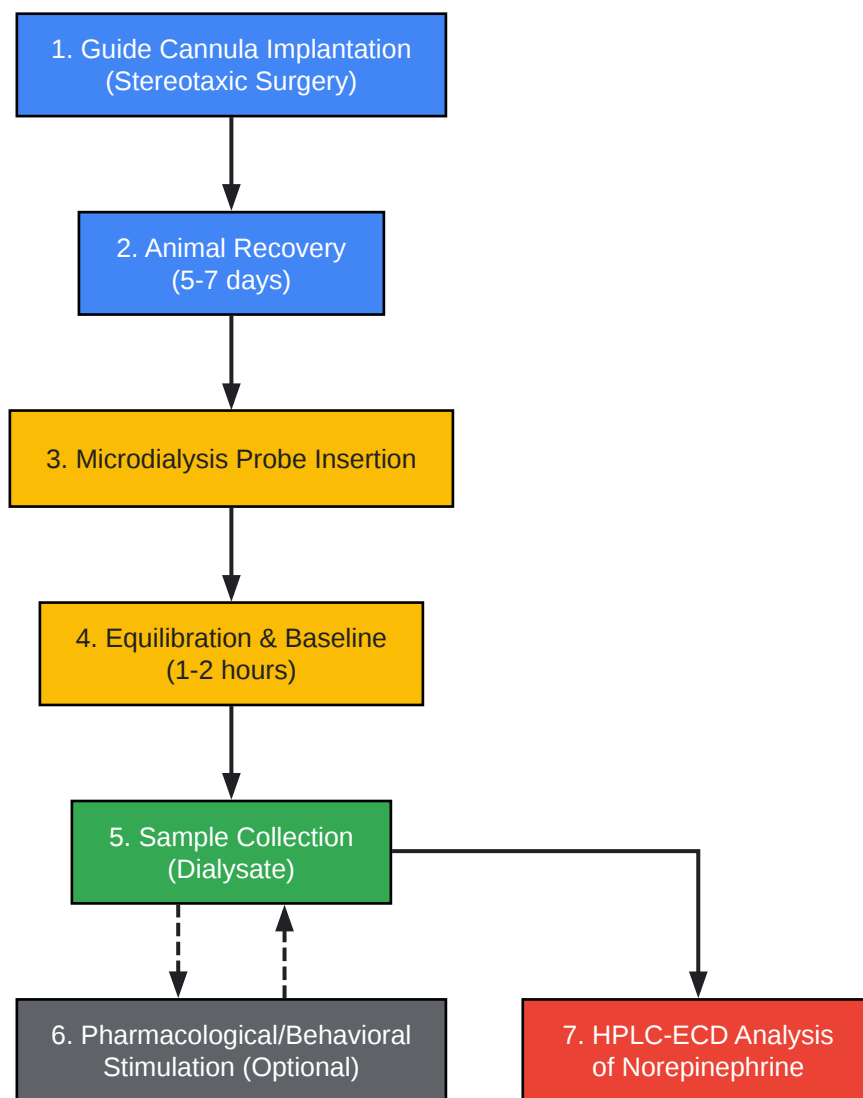 1. Guide Cannula Implantation
(Stereotaxic Surgery)
2. Animal Recovery
(5-7 days)
3. Microdialysis Probe Insertion
4. Equilibration & Baseline
(1-2 hours)
5. Sample Collection
(Dialysate)
6. Pharmacological/Behavioral
Stimulation (Optional)
7. HPLC-ECD Analysis
of Norepinephrine